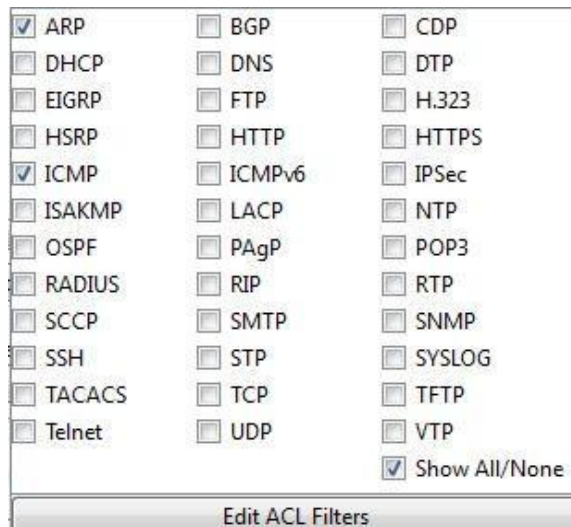 ARP BGP CDP
DHCP DNS DTP
EIGRP FTP H.323
HSRP HTTP HTTPS
ICMP ICMPv6 IPSec
ISAKMP LACP NTP
OSPF PAgP POP3
RADIUS RIP RTP
SCCP SMTP SNMP
SSH STP SYSLOG
TACACS TCP TFTP
Telnet UDP VTP
Show All/None
Edit ACL Filters